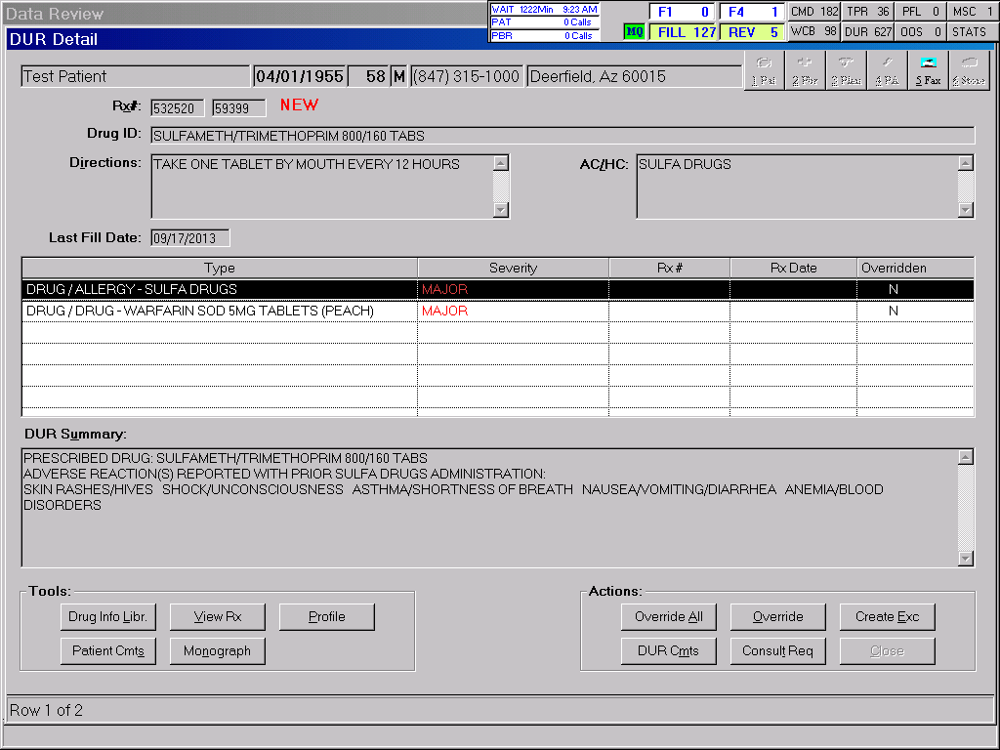 Data Review
WAIT 1222Min 9:23 AM
PAT 0 Calls
PBR 0 Calls
F1 0 F4 1
MQ FILL 127 REV 5
CMD 182 TPR 36 PFL 0 MSC 1
WCB 98 DUR 627 OOS 0 STATS
DUR Detail
Test Patient 04/01/1955 58 M (847) 315-1000 Deerfield, Az 60015
1 Pat 2 Pbr 3 Plan 4 PA 5 Fax 6 Store
Rx#: 532520 59399 NEW
Drug ID: SULFAMETH/TRIMETHOPRIM 800/160 TABS
Directions: TAKE ONE TABLET BY MOUTH EVERY 12 HOURS AC/HC: SULFA DRUGS
Last Fill Date: 09/17/2013
Type Severity Rx # Rx Date Overridden
DRUG / ALLERGY - SULFA DRUGS MAJOR N
DRUG / DRUG - WARFARIN SOD 5MG TABLETS (PEACH) MAJOR N
DUR Summary:
PRESCRIBED DRUG: SULFAMETH/TRIMETHOPRIM 800/160 TABS
ADVERSE REACTION(S) REPORTED WITH PRIOR SULFA DRUGS ADMINISTRATION:
SKIN RASHES/HIVES SHOCK/UNCONSCIOUSNESS ASTHMA/SHORTNESS OF BREATH NAUSEA/VOMITING/DIARRHEA ANEMIA/BLOOD
DISORDERS
Tools: Actions:
Drug Info Libr. View Rx Profile Override All Override Create Exc
Patient Cmts Monograph DUR Cmts Consult Req Close
Row 1 of 2